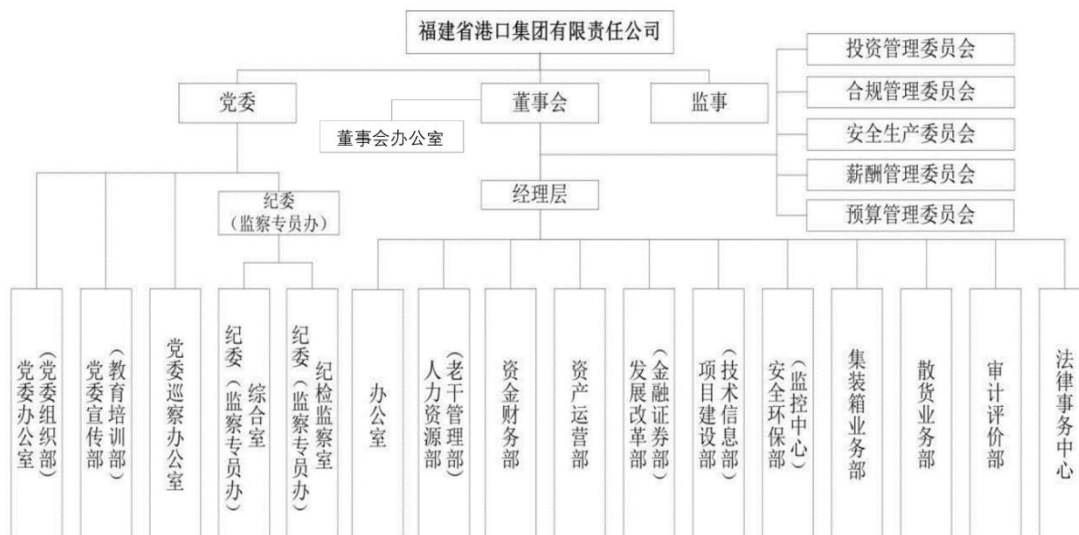 福建省港口集团有限责任公司
投资管理委员会
合规管理委员会
安全生产委员会
薪酬管理委员会
预算管理委员会
党委
董事会
监事
董事会办公室
经理层
纪委
（监察专员办）
党委办公室
（党委组织部）
党委宣传部
（教育培训部）
党委巡察办公室
纪委（监察专员办）
综合室
纪委（监察专员办）
纪检监察室
办公室
人力资源部
（老干管理部）
资金财务部
资产运营部
发展改革部
（金融证券部）
项目建设部
（技术信息部）
安全环保部
（监控中心）
集装箱业务部
散货业务部
审计评价部
法律事务中心